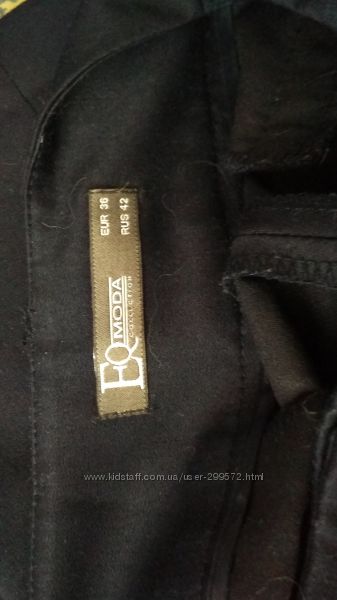 EUR 36
RUS 42
EQ MODA
COLLECTION
www.kidstaff.com.ua/user-299572.html